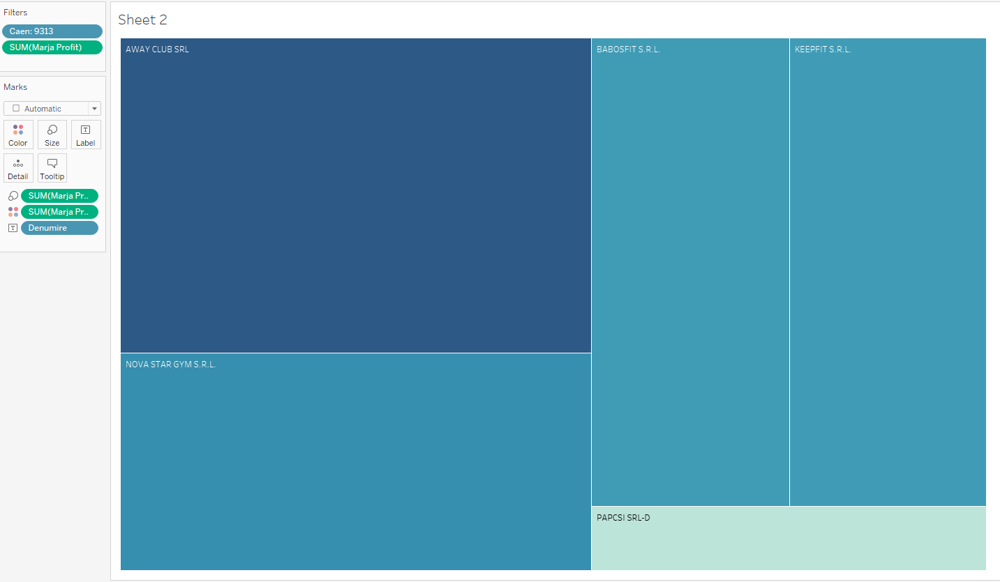 Filters
Caen: 9313
SUM(Marja Profit)
Marks
Automatic
Color
Size
Label
Detail
Tooltip
SUM(Marja Pr..
SUM(Marja Pr..
Denumire
Sheet 2
AWAY CLUB SRL
BABOSFIT S.R.L.
KEEPFIT S.R.L.
NOVA STAR GYM S.R.L.
PAPCSI SRL-D